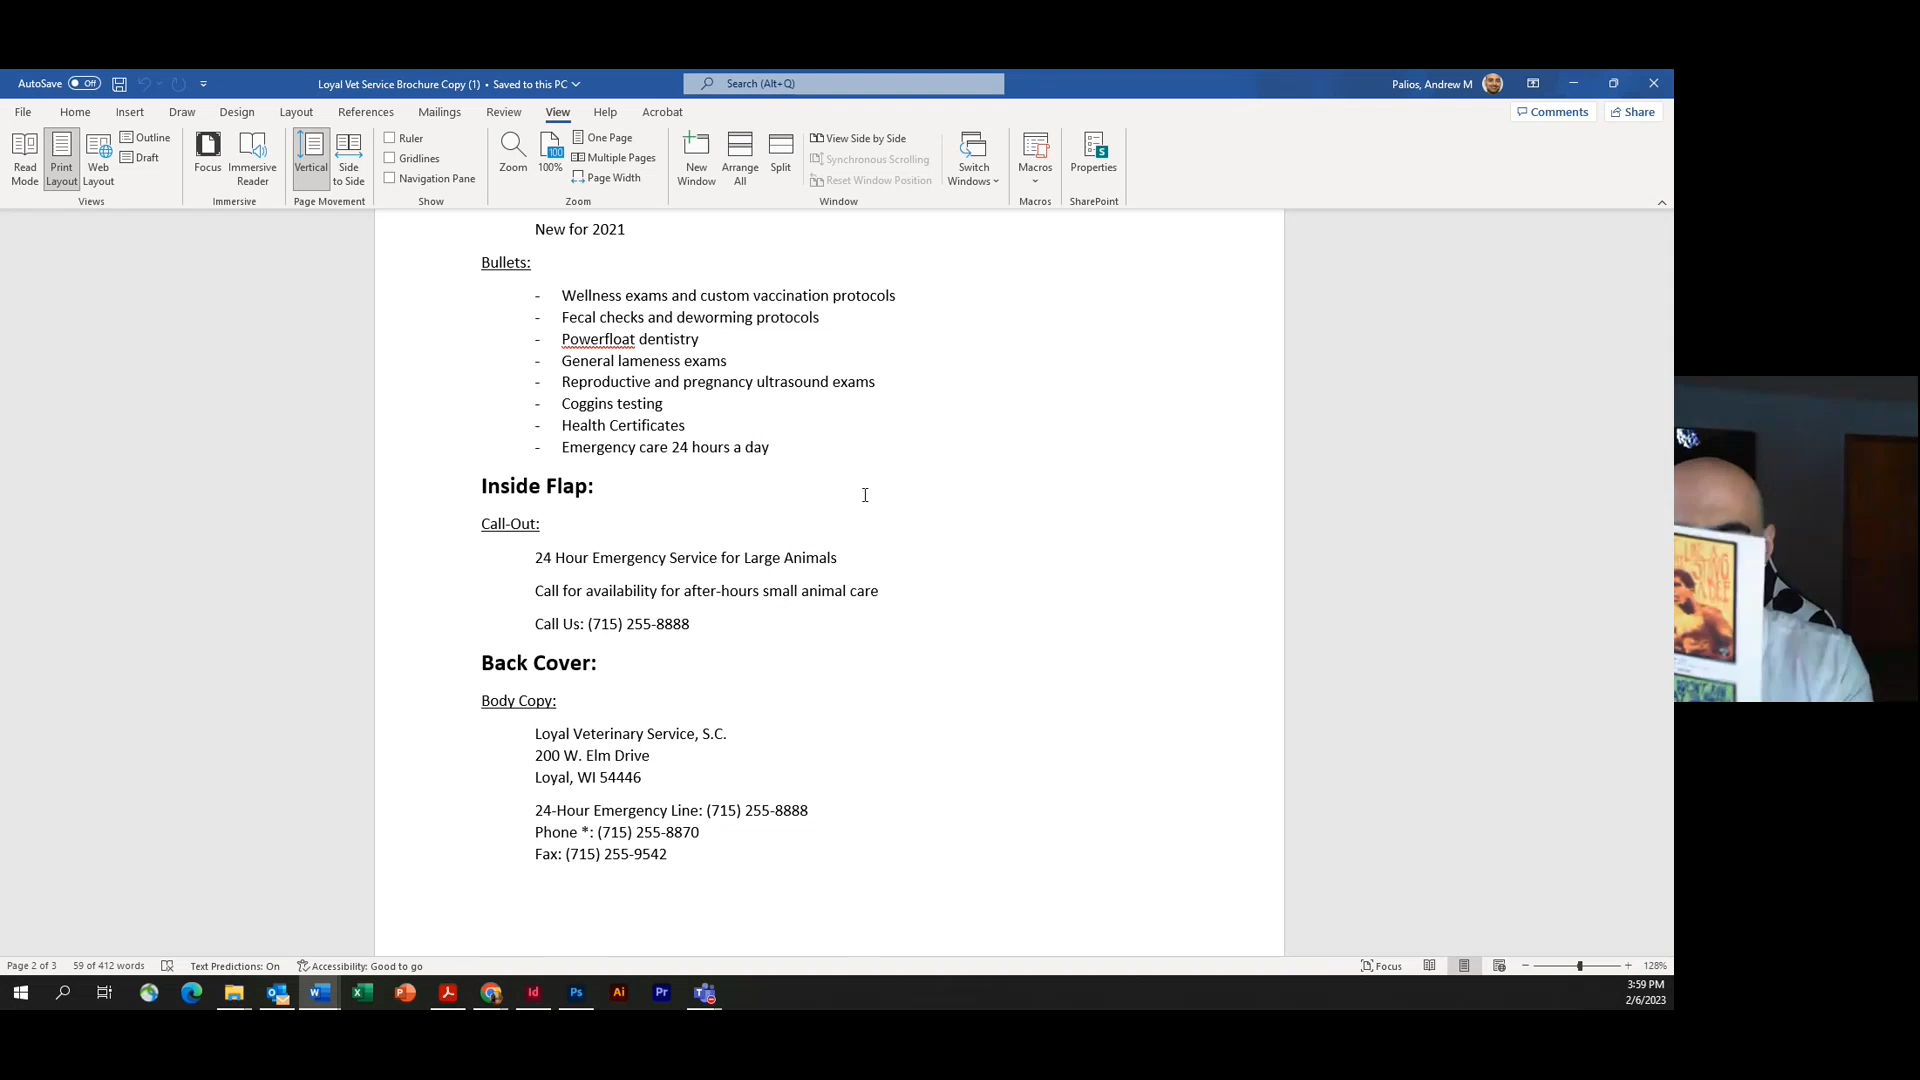 AutoSave Off Loyal Vet Service Brochure Copy (1) • Saved to this PC Search (Alt+Q) Palios, Andrew M
File Home Insert Draw Design Layout References Mailings Review View Help Acrobat Comments Share
Read Mode
Print Layout
Web Layout
Outline
Draft
Views
Focus
Immersive Reader
Immersive
Vertical
Side to Side
Page Movement
Ruler
Gridlines
Navigation Pane
Show
Zoom
100
100%
One Page
Multiple Pages
Page Width
Zoom
New Window
Arrange All
Split
View Side by Side
Synchronous Scrolling
Reset Window Position
Window
Switch Windows
Macros
Macros
Properties
SharePoint
New for 2021
Bullets:
- Wellness exams and custom vaccination protocols
- Fecal checks and deworming protocols
- Powerfloat dentistry
- General lameness exams
- Reproductive and pregnancy ultrasound exams
- Coggins testing
- Health Certificates
- Emergency care 24 hours a day
Inside Flap:
Call-Out:
24 Hour Emergency Service for Large Animals
Call for availability for after-hours small animal care
Call Us: (715) 255-8888
Back Cover:
Body Copy:
Loyal Veterinary Service, S.C.
200 W. Elm Drive
Loyal, WI 54446
24-Hour Emergency Line: (715) 255-8888
Phone *: (715) 255-8870
Fax: (715) 255-9542
Page 2 of 3 59 of 412 words Text Predictions: On Accessibility: Good to go Focus 128%
Id Ps Ai Pr
3:59 PM
2/6/2023